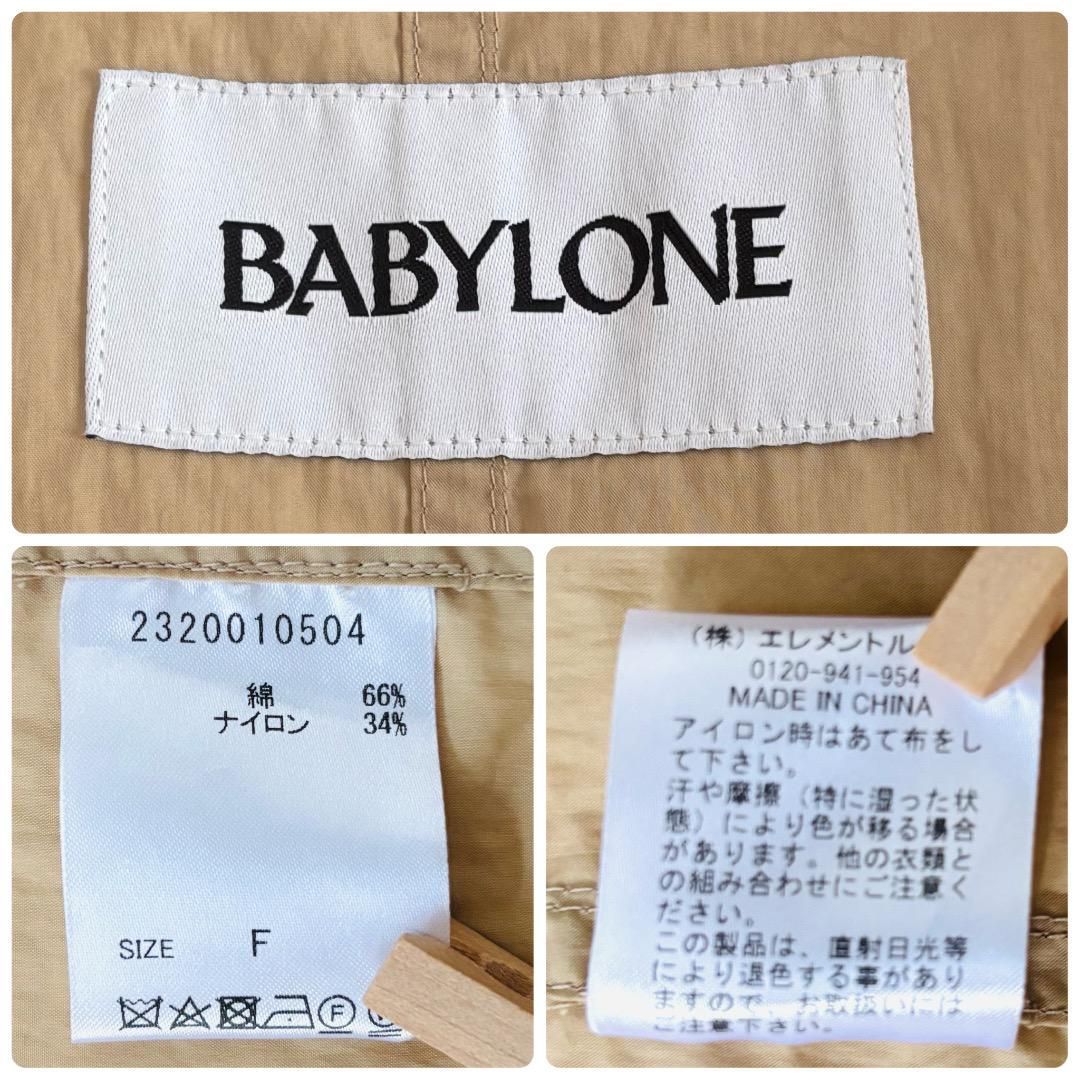 BABYLONE
2320010504
綿 66%
ナイロン 34%
SIZE F
(株) エレメントル
0120-941-954
MADE IN CHINA
アイロン時はあて布をし
て下さい。
汗や摩擦(特に湿った状
態)により色が移る場合
があります。他の衣類と
の組み合わせにご注意く
ださい。
この製品は、直射日光等
により退色する事があり
ますので、お取扱いには
ご注意下さい。